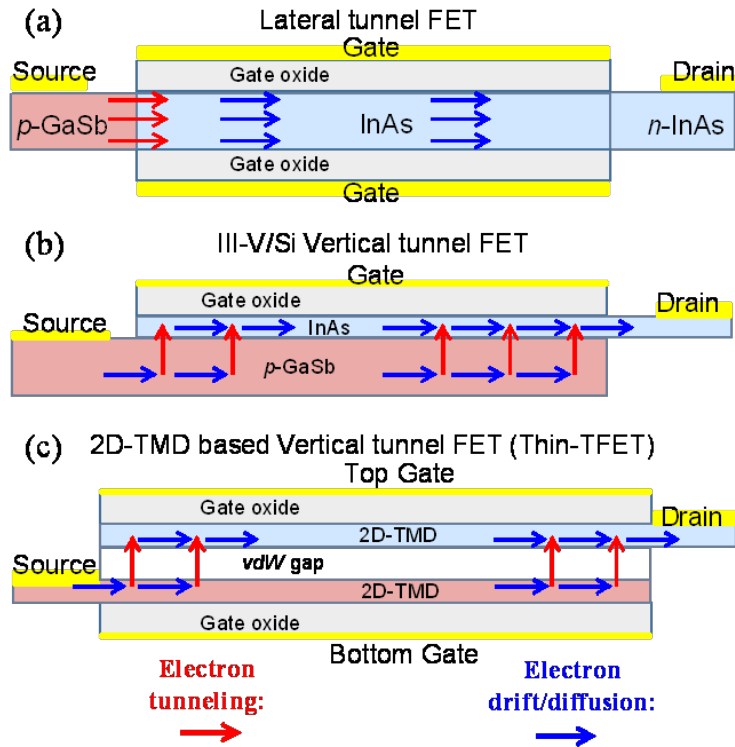 (a)
Lateral tunnel FET
Gate
Source
Gate oxide
Drain
p-GaSb
InAs
n-InAs
Gate oxide
Gate
(b)
III-V/Si Vertical tunnel FET
Gate
Gate oxide
Drain
Source
InAs
p-GaSb
(c) 2D-TMD based Vertical tunnel FET (Thin-TFET)
Top Gate
Gate oxide
Drain
2D-TMD
Source
vdW gap
2D-TMD
Gate oxide
Bottom Gate
Electron
tunneling:
Electron
drift/diffusion: